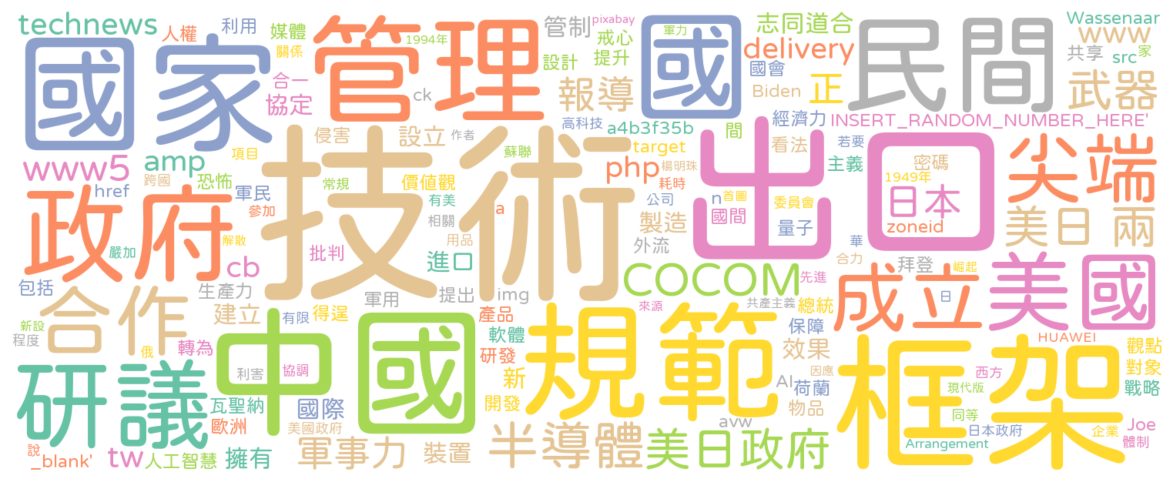 technews 人權 利用 媒體 1994年 pixabay 管制 戒心 軍力 志同道合 Wassenaar
國家 管理 關係 設計 提升 國 delivery 民間 www 共享 src 家
合一 協定 ck 報導 國會 Biden 正 武器
侵害 設立 作者 高科技 a4b3f35b 間 經濟力 INSERT_RANDOM_NUMBER_HERE'
www5 amp 項目 技術 蘇聯 target 看法 若要 出口 密碼 尖端
href 跨國 恐怖 軍民 常規 價值觀 php 楊明珠 耗時 主義 1949年 日本
政府 參加 有美 a 公司 n 首圖 委員會 量子 zoneid 美日 兩
嚴加 解散 批判 相關 用品 進口 製造 國間 外流 華
包括 cb 生產力 軍用 提出 img COCOM 合力 拜登 先進 崛起
合作 建立 得逞 產品 來源 共產主義 總統 成立 日 美國
新設 程度 俄 轉為 有限 中國 軟體 規範 保障 HUAWEI
研議 利害 協調 研發 新 效果 因應 框架 西方 觀點 對象
瓦聖納 國際 開發 AI 荷蘭 現代版 戰略
歐洲 美國政府 avw 物品 同等 日本政府 企業 Joe
說 _blank' tw 人工智慧 擁有 軍事力 裝置 半導體 美日政府 Arrangement 體制